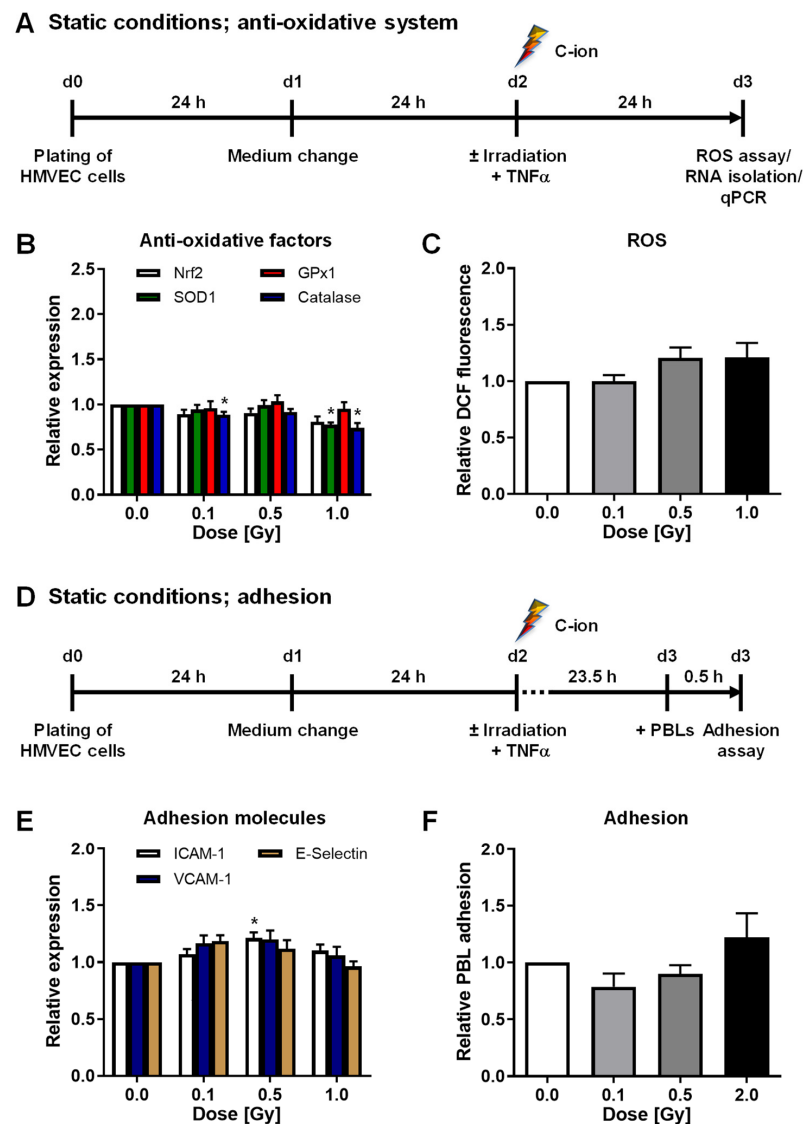 A Static conditions; anti-oxidative system
C-ion
d0 d1 d2 d3
24 h 24 h 24 h
Plating of
HMVEC cells
Medium change
± Irradiation
+ TNFα
ROS assay/
RNA isolation/
qPCR
B Anti-oxidative factors
Nrf2 GPx1
SOD1 Catalase
Relative expression
2.5
2.0
1.5
1.0
0.5
0.0
*
* *
0.0 0.1 0.5 1.0
Dose [Gy]
C ROS
Relative DCF fluorescence
2.0
1.5
1.0
0.5
0.0
0.0 0.1 0.5 1.0
Dose [Gy]
D Static conditions; adhesion
C-ion
d0 d1 d2 d3 d3
24 h 24 h 23.5 h 0.5 h
Plating of
HMVEC cells
Medium change
± Irradiation
+ TNFα
+ PBLs
Adhesion
assay
E Adhesion molecules
ICAM-1 E-Selectin
VCAM-1
Relative expression
2.0
1.5
1.0
0.5
0.0
*
0.0 0.1 0.5 1.0
Dose [Gy]
F Adhesion
Relative PBL adhesion
2.0
1.5
1.0
0.5
0.0
0.0 0.1 0.5 2.0
Dose [Gy]